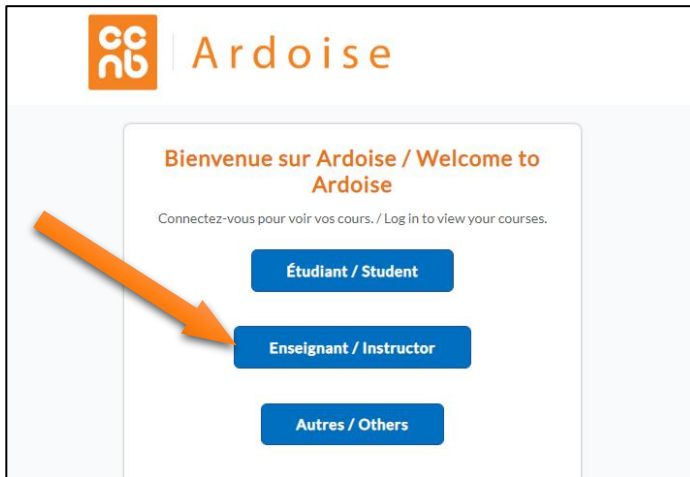 cc
nb
Ardoise
Bienvenue sur Ardoise / Welcome to
Ardoise
Connectez-vous pour voir vos cours. / Log in to view your courses.
Étudiant / Student
Enseignant / Instructor
Autres / Others